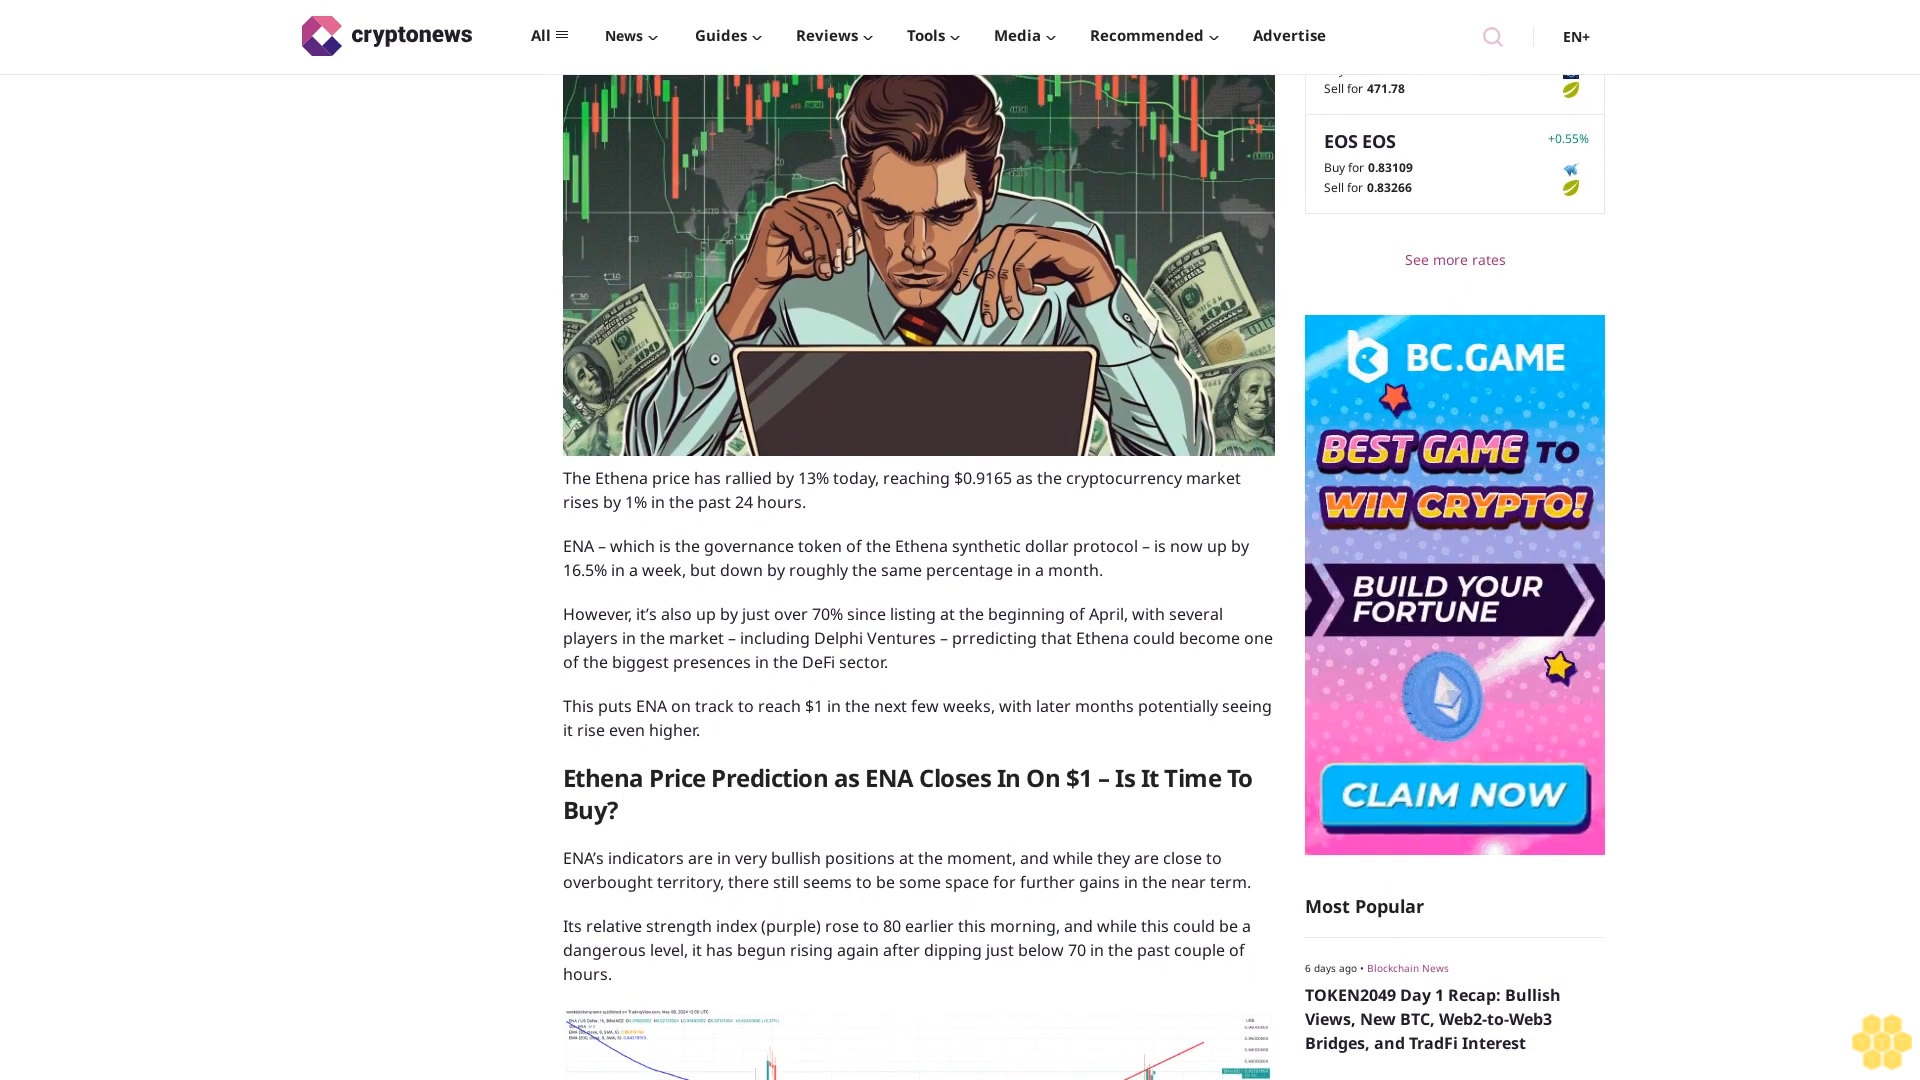 cryptonews
All
News
Guides
Reviews
Tools
Media
Recommended
Advertise
EN+
The Ethena price has rallied by 13% today, reaching $0.9165 as the cryptocurrency market
rises by 1% in the past 24 hours.
ENA – which is the governance token of the Ethena synthetic dollar protocol – is now up by
16.5% in a week, but down by roughly the same percentage in a month.
However, it’s also up by just over 70% since listing at the beginning of April, with several
players in the market – including Delphi Ventures – prredicting that Ethena could become one
of the biggest presences in the DeFi sector.
This puts ENA on track to reach $1 in the next few weeks, with later months potentially seeing
it rise even higher.
Ethena Price Prediction as ENA Closes In On $1 – Is It Time To
Buy?
ENA’s indicators are in very bullish positions at the moment, and while they are close to
overbought territory, there still seems to be some space for further gains in the near term.
Its relative strength index (purple) rose to 80 earlier this morning, and while this could be a
dangerous level, it has begun rising again after dipping just below 70 in the past couple of
hours.
Sell for 471.78
EOS EOS
+0.55%
Buy for 0.83109
Sell for 0.83266
See more rates
BC.GAME
BEST GAME TO
WIN CRYPTO!
BUILD YOUR
FORTUNE
CLAIM NOW
Most Popular
6 days ago • Blockchain News
TOKEN2049 Day 1 Recap: Bullish
Views, New BTC, Web2-to-Web3
Bridges, and TradFi Interest